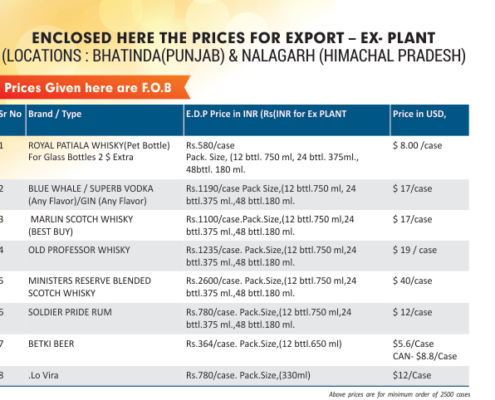 ENCLOSED HERE THE PRICES FOR EXPORT – EX- PLANT
(LOCATIONS : BHATINDA(PUNJAB) & NALAGARH (HIMACHAL PRADESH)
Prices Given here are F.O.B
Sr No Brand / Type E.D.P Price in INR (Rs(INR for Ex PLANT Price in USD,
1 ROYAL PATIALA WHISKY(Pet Bottle) Rs.580/case $ 8.00 /case
For Glass Bottles 2 $ Extra Pack. Size, (12 bttl. 750 ml, 24 bttl. 375ml.,
48bttl. 180 ml.
2 BLUE WHALE / SUPERB VODKA Rs.1190/case Pack Size,(12 bttl.750 ml, 24 $ 17/case
(Any Flavor)/GIN (Any Flavor) bttl.375 ml.,48 bttl.180 ml.
3 MARLIN SCOTCH WHISKY Rs.1100/case.Pack.Size,(12 bttl.750 ml,24 $ 17/case
(BEST BUY) bttl.375 ml.,48 bttl.180 ml.
4 OLD PROFESSOR WHISKY Rs.1235/case. Pack.Size,(12 bttl.750 ml,24 $ 19 / case
bttl.375 ml.,48 bttl.180 ml.
5 MINISTERS RESERVE BLENDED Rs.2600/case. Pack.Size,(12 bttl.750 ml,24 $ 40/case
SCOTCH WHISKY bttl.375 ml.,48 bttl.180 ml.
6 SOLDIER PRIDE RUM Rs.780/case. Pack.Size,(12 bttl.750 ml,24 $ 12/case
bttl.375 ml.,48 bttl.180 ml.
7 BETKI BEER Rs.364/case. Pack.Size,(12 bttl.650 ml) $5.6/Case
CAN- $8.8/Case
8 .Lo Vira Rs.780/case. Pack.Size,(330ml) $12/Case
Above prices are for minimum order of 2500 cases